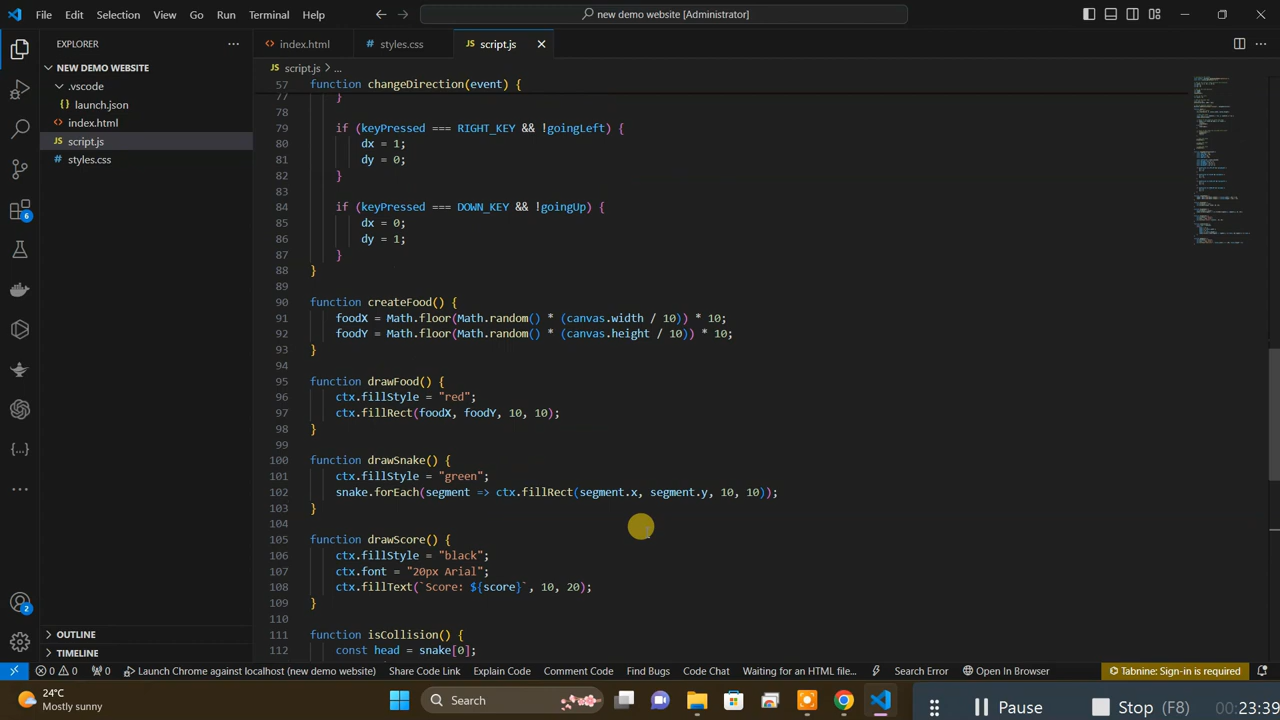 File Edit Selection View Go Run Terminal Help
new demo website [Administrator]
EXPLORER
NEW DEMO WEBSITE
.vscode
launch.json
index.html
script.js
styles.css
6
2
OUTLINE
TIMELINE
index.html styles.css script.js
script.js > ...
57 function changeDirection(event) {
77 }
78
79 if (keyPressed === RIGHT_KEY && !goingLeft) {
80 dx = 1;
81 dy = 0;
82 }
83
84 if (keyPressed === DOWN_KEY && !goingUp) {
85 dx = 0;
86 dy = 1;
87 }
88 }
89
90 function createFood() {
91 foodX = Math.floor(Math.random() * (canvas.width / 10)) * 10;
92 foodY = Math.floor(Math.random() * (canvas.height / 10)) * 10;
93 }
94
95 function drawFood() {
96 ctx.fillStyle = "red";
97 ctx.fillRect(foodX, foodY, 10, 10);
98 }
99
100 function drawSnake() {
101 ctx.fillStyle = "green";
102 snake.forEach(segment => ctx.fillRect(segment.x, segment.y, 10, 10));
103 }
104
105 function drawScore() {
106 ctx.fillStyle = "black";
107 ctx.font = "20px Arial";
108 ctx.fillText(`Score: ${score}`, 10, 20);
109 }
110
111 function isCollision() {
112 const head = snake[0];
0 0 0 Launch Chrome against localhost (new demo website) Share Code Link Explain Code Comment Code Find Bugs Code Chat Waiting for an HTML file... Search Error Open In Browser Tabnine: Sign-in is required
24°C
Mostly sunny
Search
Pause Stop (F8) 00:23:39